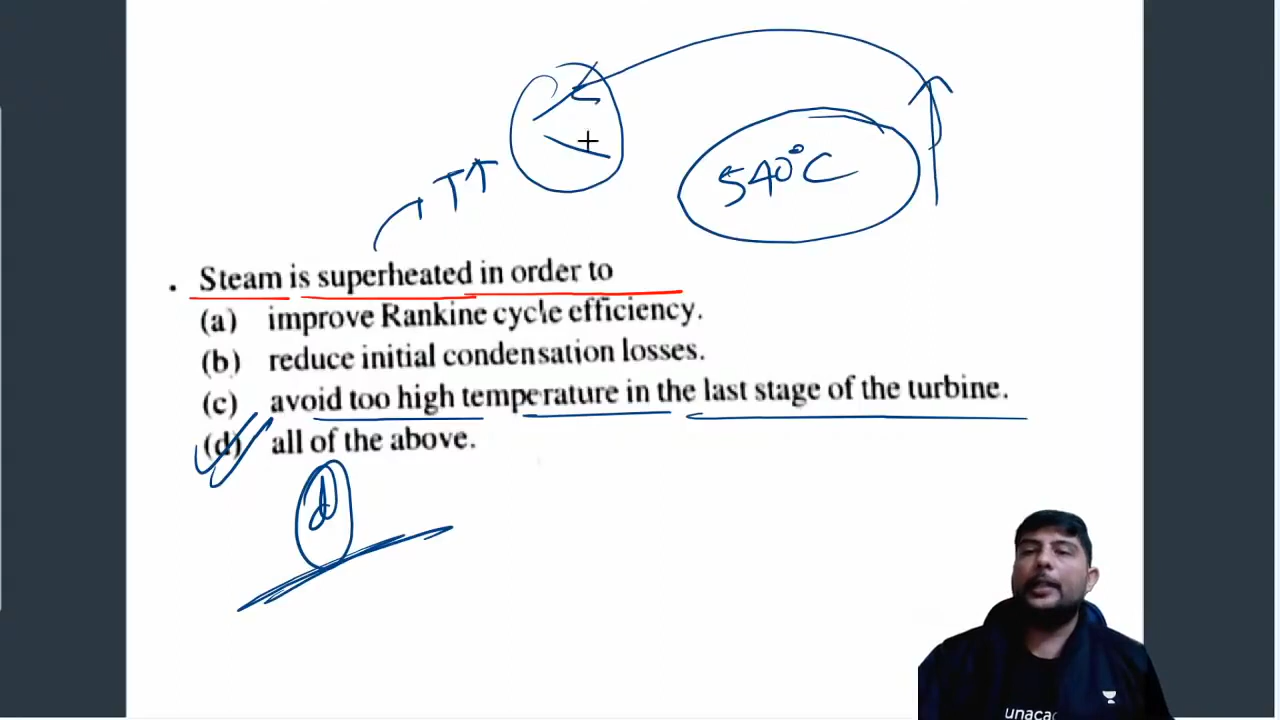 T↑
540°C
. Steam is superheated in order to
(a) improve Rankine cycle efficiency.
(b) reduce initial condensation losses.
(c) avoid too high temperature in the last stage of the turbine.
(d) all of the above.
d
unaca